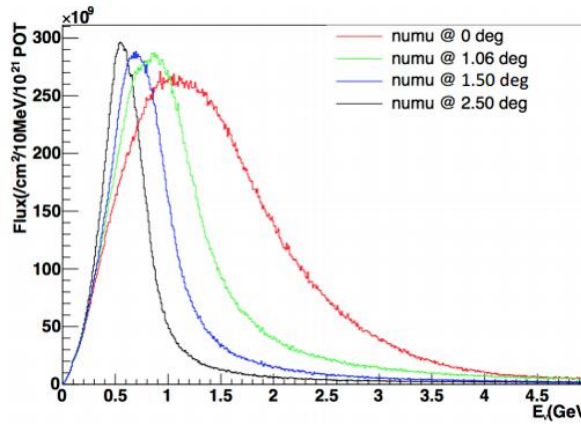 ×10⁹
300
250
200
150
100
50
0
Flux(/cm²/10MeV/10²¹ POT
numu @ 0 deg
numu @ 1.06 deg
numu @ 1.50 deg
numu @ 2.50 deg
0 0.5 1 1.5 2 2.5 3 3.5 4 4.5
Eᵥ(GeV